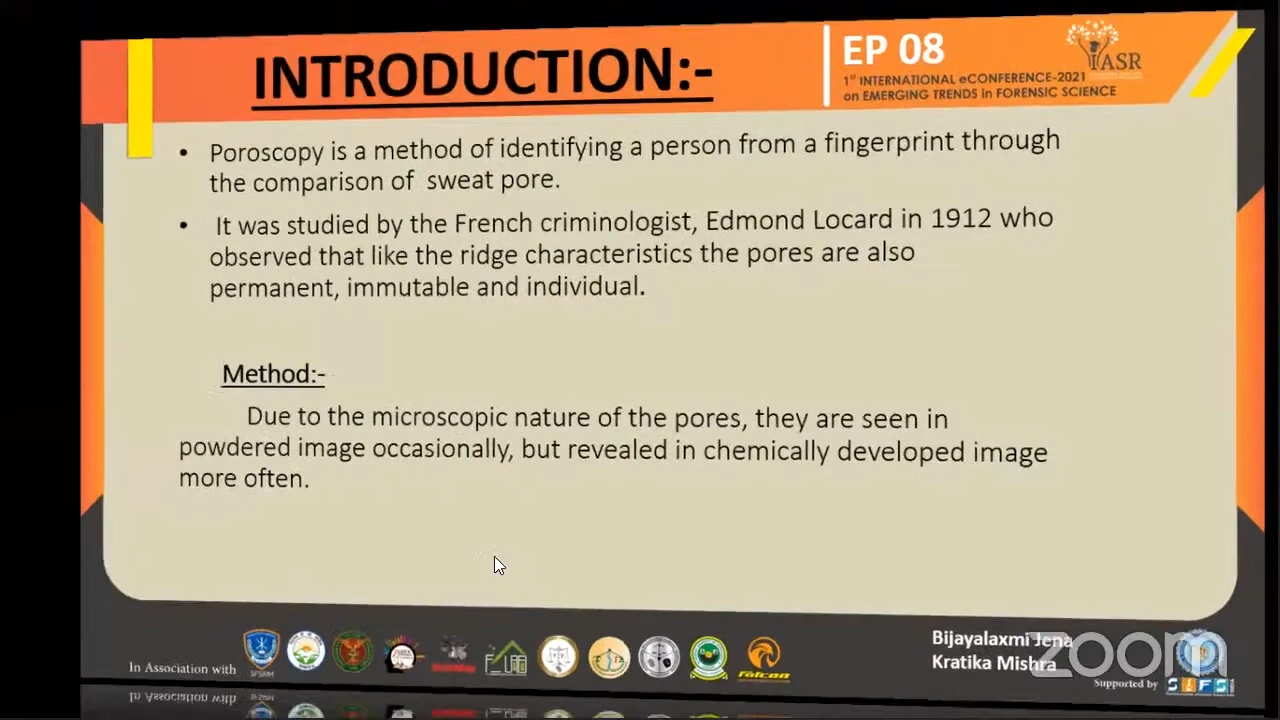 INTRODUCTION:-
EP 08
IASR
1st INTERNATIONAL eCONFERENCE-2021
on EMERGING TRENDS in FORENSIC SCIENCE
• Poroscopy is a method of identifying a person from a fingerprint through
the comparison of sweat pore.
• It was studied by the French criminologist, Edmond Locard in 1912 who
observed that like the ridge characteristics the pores are also
permanent, immutable and individual.
Method:-
Due to the microscopic nature of the pores, they are seen in
powdered image occasionally, but revealed in chemically developed image
more often.
In Association with
SFSRM
Falcon
Bijayalaxmi Jena
Kratika Mishra
zoom
Supported by
SIFS